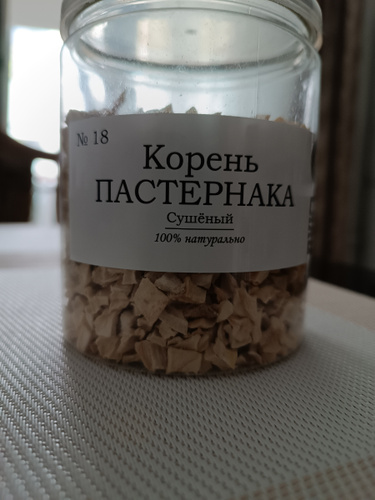 № 18
Корень
ПАСТЕРНАКА
Сушёный
100% натурально